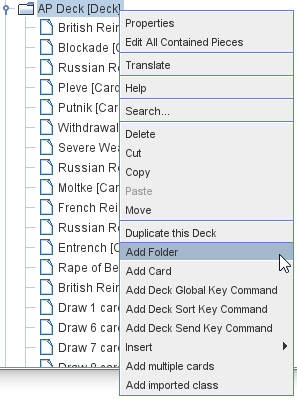 AP Deck [Deck]
British Rein
Blockade [C
Russian Re
Pleve [Card
Putnik [Car
Withdrawal
Severe Wea
Russian Re
Moltke [Car
French Rein
Russian Re
Entrench [C
Rape of Be
British Rein
Draw 1 card
Draw 6 card
Draw 7 card
Draw 8 card
Properties
Edit All Contained Pieces
Translate
Help
Search...
Delete
Cut
Copy
Paste
Move
Duplicate this Deck
Add Folder
Add Card
Add Deck Global Key Command
Add Deck Sort Key Command
Add Deck Send Key Command
Insert
Add multiple cards
Add imported class